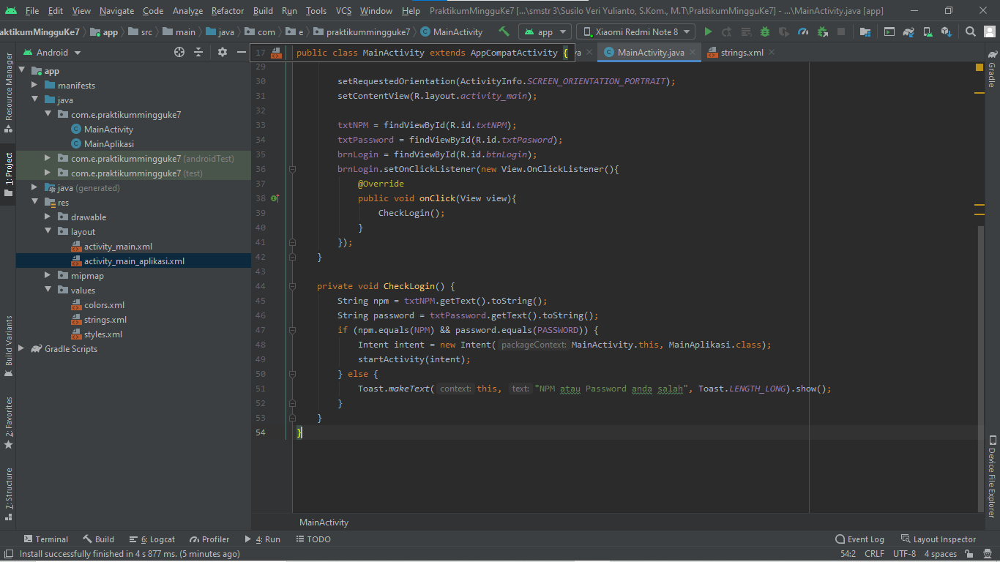 File Edit View Navigate Code Analyze Refactor Build Run Tools VCS Window Help PraktikumMingguKe7 [...\smstr 3\Susilo Veri Yulianto, S.Kom., M.T\PraktikumMingguKe7] - ...\MainActivity.java [app]
aktikumMingguKe7 app src main java com e praktikummingguke7 MainActivity app Xiaomi Redmi Note 8
Android
17 public class MainActivity extends AppCompatActivity {
va MainActivity.java strings.xml
Resource Manager
1: Project
Build Variants
2: Favorites
7: Structure
app
manifests
java
com.e.praktikummingguke7
MainActivity
MainAplikasi
com.e.praktikummingguke7 (androidTest)
com.e.praktikummingguke7 (test)
java (generated)
res
drawable
layout
activity_main.xml
activity_main_aplikasi.xml
mipmap
values
colors.xml
strings.xml
styles.xml
Gradle Scripts
29
30 setRequestedOrientation(ActivityInfo.SCREEN_ORIENTATION_PORTRAIT);
31 setContentView(R.layout.activity_main);
32
33 txtNPM = findViewById(R.id.txtNPM);
34 txtPassword = findViewById(R.id.txtPasword);
35 brnLogin = findViewById(R.id.btnLogin);
36 brnLogin.setOnClickListener(new View.OnClickListener(){
37 @Override
38 public void onClick(View view){
39 CheckLogin();
40 }
41 });
42 }
43
44 private void CheckLogin() {
45 String npm = txtNPM.getText().toString();
46 String password = txtPassword.getText().toString();
47 if (npm.equals(NPM) && password.equals(PASSWORD)) {
48 Intent intent = new Intent( packageContext: MainActivity.this, MainAplikasi.class);
49 startActivity(intent);
50 } else {
51 Toast.makeText( context: this, text: "NPM atau Password anda salah", Toast.LENGTH_LONG).show();
52 }
53 }
54 }
MainActivity
Gradle
Device File Explorer
Terminal Build 6: Logcat Profiler 4: Run TODO Event Log Layout Inspector
Install successfully finished in 4 s 877 ms. (5 minutes ago) 54:2 CRLF UTF-8 4 spaces